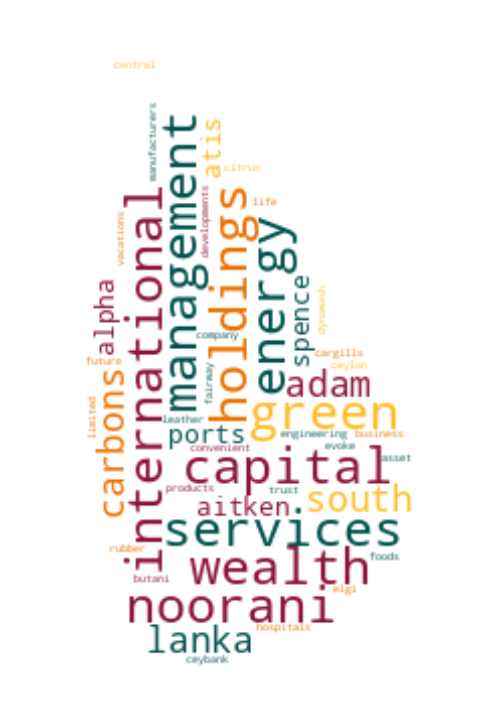 central
manufacturers
management
atis
citrus
international
developments
holdings
life
vacations
energy
alpha
spence
dynawash
company
cargills
future
ceylon
carbons
fairway
adam
limited
green
leather
ports
engineering
business
convenient
evoke
capital
asset
products
trust
south
aitken.
services
rubber
wealth
foods
butani
elgi
noorani
hospitals
lanka
ceybank